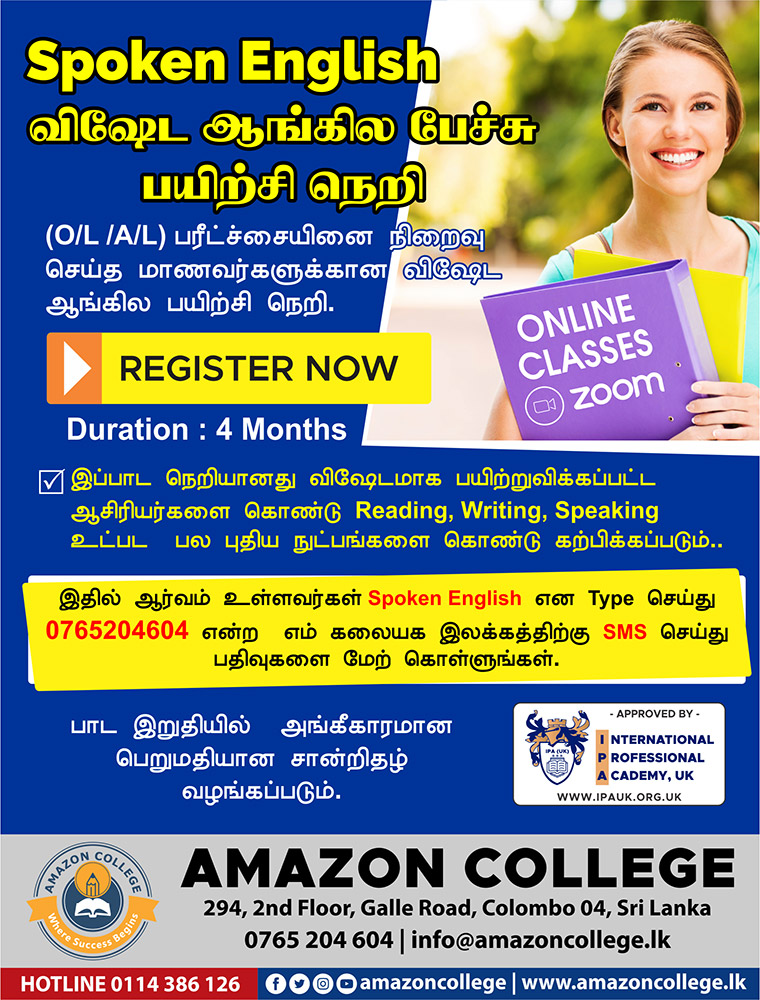 Spoken English
விஷேட ஆங்கில பேச்சு
பயிற்சி நெறி
(O/L /A/L) பரீட்ச்சையினை நிறைவு
செய்த மாணவர்களுக்கான விஷேட
ஆங்கில பயிற்சி நெறி.
ONLINE
CLASSES
zoom
REGISTER NOW
Duration : 4 Months
இப்பாட நெறியானது விஷேடமாக பயிற்றுவிக்கப்பட்ட
ஆசிரியர்களை கொண்டு Reading, Writing, Speaking
உட்பட பல புதிய நுட்பங்களை கொண்டு கற்பிக்கப்படும்..
இதில் ஆர்வம் உள்ளவர்கள் Spoken English என Type செய்து
0765204604 என்ற எம் கலையக இலக்கத்திற்கு SMS செய்து
பதிவுகளை மேற் கொள்ளுங்கள்.
பாட இறுதியில் அங்கீகாரமான
பெறுமதியான சான்றிதழ்
வழங்கப்படும்.
- APPROVED BY -
IPA (UK)
INTERNATIONAL
PROFESSIONAL
ACADEMY, UK
WWW.IPAUK.ORG.UK
AMAZON COLLEGE
Where Success Begins
AMAZON COLLEGE
294, 2nd Floor, Galle Road, Colombo 04, Sri Lanka
0765 204 604 | info@amazoncollege.lk
HOTLINE 0114 386 126
amazoncollege | www.amazoncollege.lk